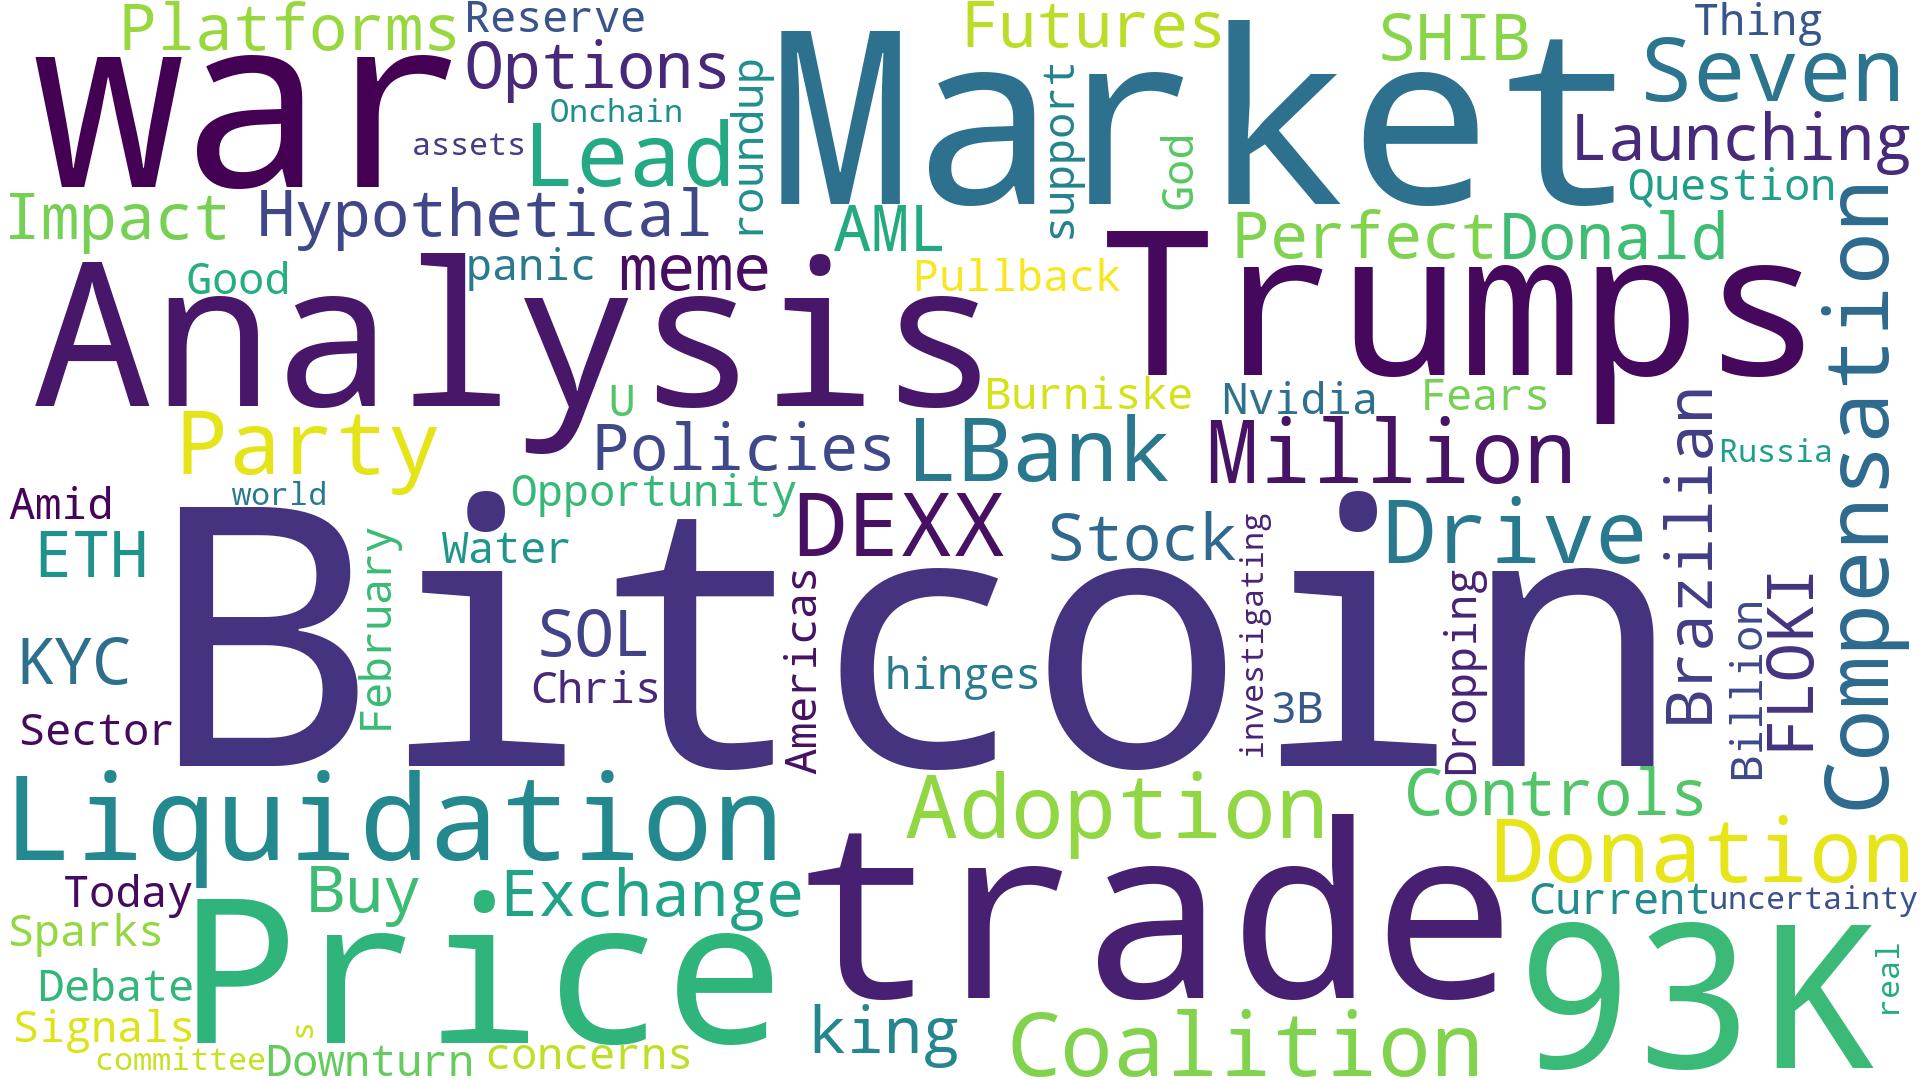 Platforms
Reserve
Futures
SHIB
Thing
war
Options
Market
Seven
Onchain
assets
Lead
roundup
support
God
Launching
Question
Impact
Hypothetical
AML
Perfect
Donald
Compensation
Good
panic
meme
Pullback
Trumps
Analysis
U
Burniske
Nvidia
Fears
Party
Policies
LBank
Million
Brazilian
Russia
Amid
world
Opportunity
DEXX
Stock
Drive
ETH
February
Water
Bitcoin
investigating
Americas
SOL
KYC
Chris
hinges
3B
Dropping
Billion
FLOKI
Sector
Liquidation
Adoption
Controls
Donation
Today
Buy
Exchange
trade
Current
uncertainty
Sparks
Price
93K
real
Debate
Signals
s
king
Coalition
committee
Downturn
concerns